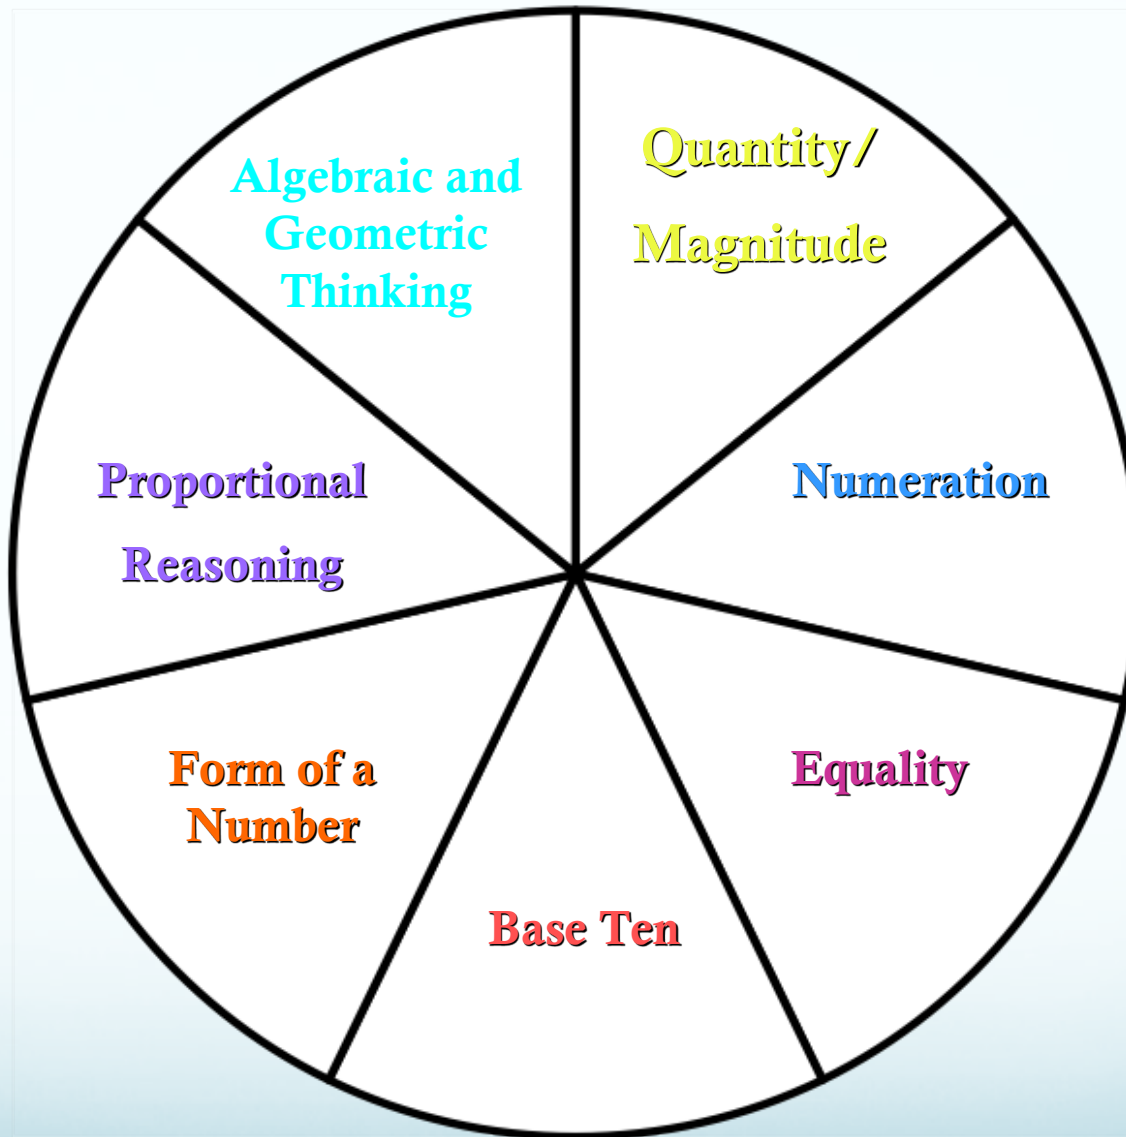 Quantity/
Magnitude
Numeration
Equality
Base Ten
Form of a
Number
Proportional
Reasoning
Algebraic and
Geometric
Thinking